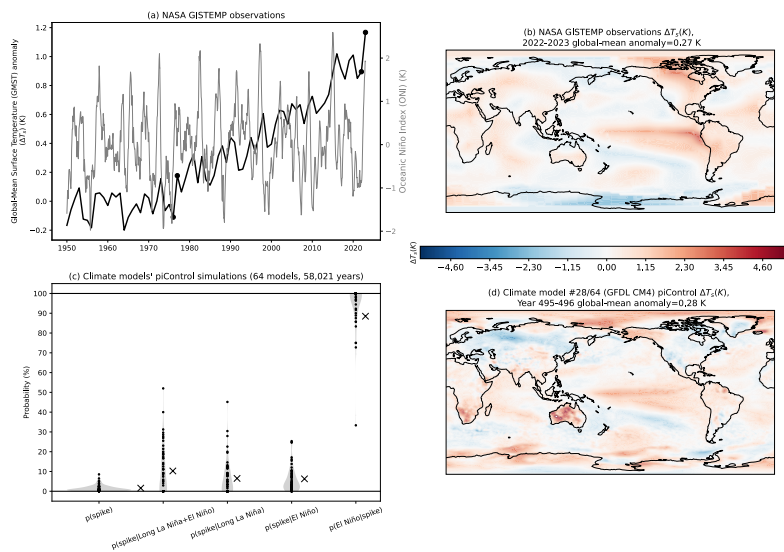 (a) NASA GISTEMP observations
Global-Mean Surface Temperature (GMST) anomaly
(ΔTs) (K)
1.2
1.0
0.8
0.6
0.4
0.2
0.0
−0.2
2
1
0
−1
−2
Oceanic Niño Index (ONI) (K)
1950
1960
1970
1980
1990
2000
2010
2020
(b) NASA GISTEMP observations ΔTs(K),
2022-2023 global-mean anomaly=0,27 K
ΔTs(K)
−4,60
−3,45
−2,30
−1,15
0,00
1,15
2,30
3,45
4,60
(c) Climate models' piControl simulations (64 models, 58,021 years)
Probability (%)
100
90
80
70
60
50
40
30
20
10
0
p(spike)
p(spike|Long La Niña+El Niño)
p(spike|Long La Niña)
p(spike|El Niño)
p(El Niño|spike)
(d) Climate model #28/64 (GFDL CM4) piControl ΔTs(K),
Year 495-496 global-mean anomaly=0,28 K